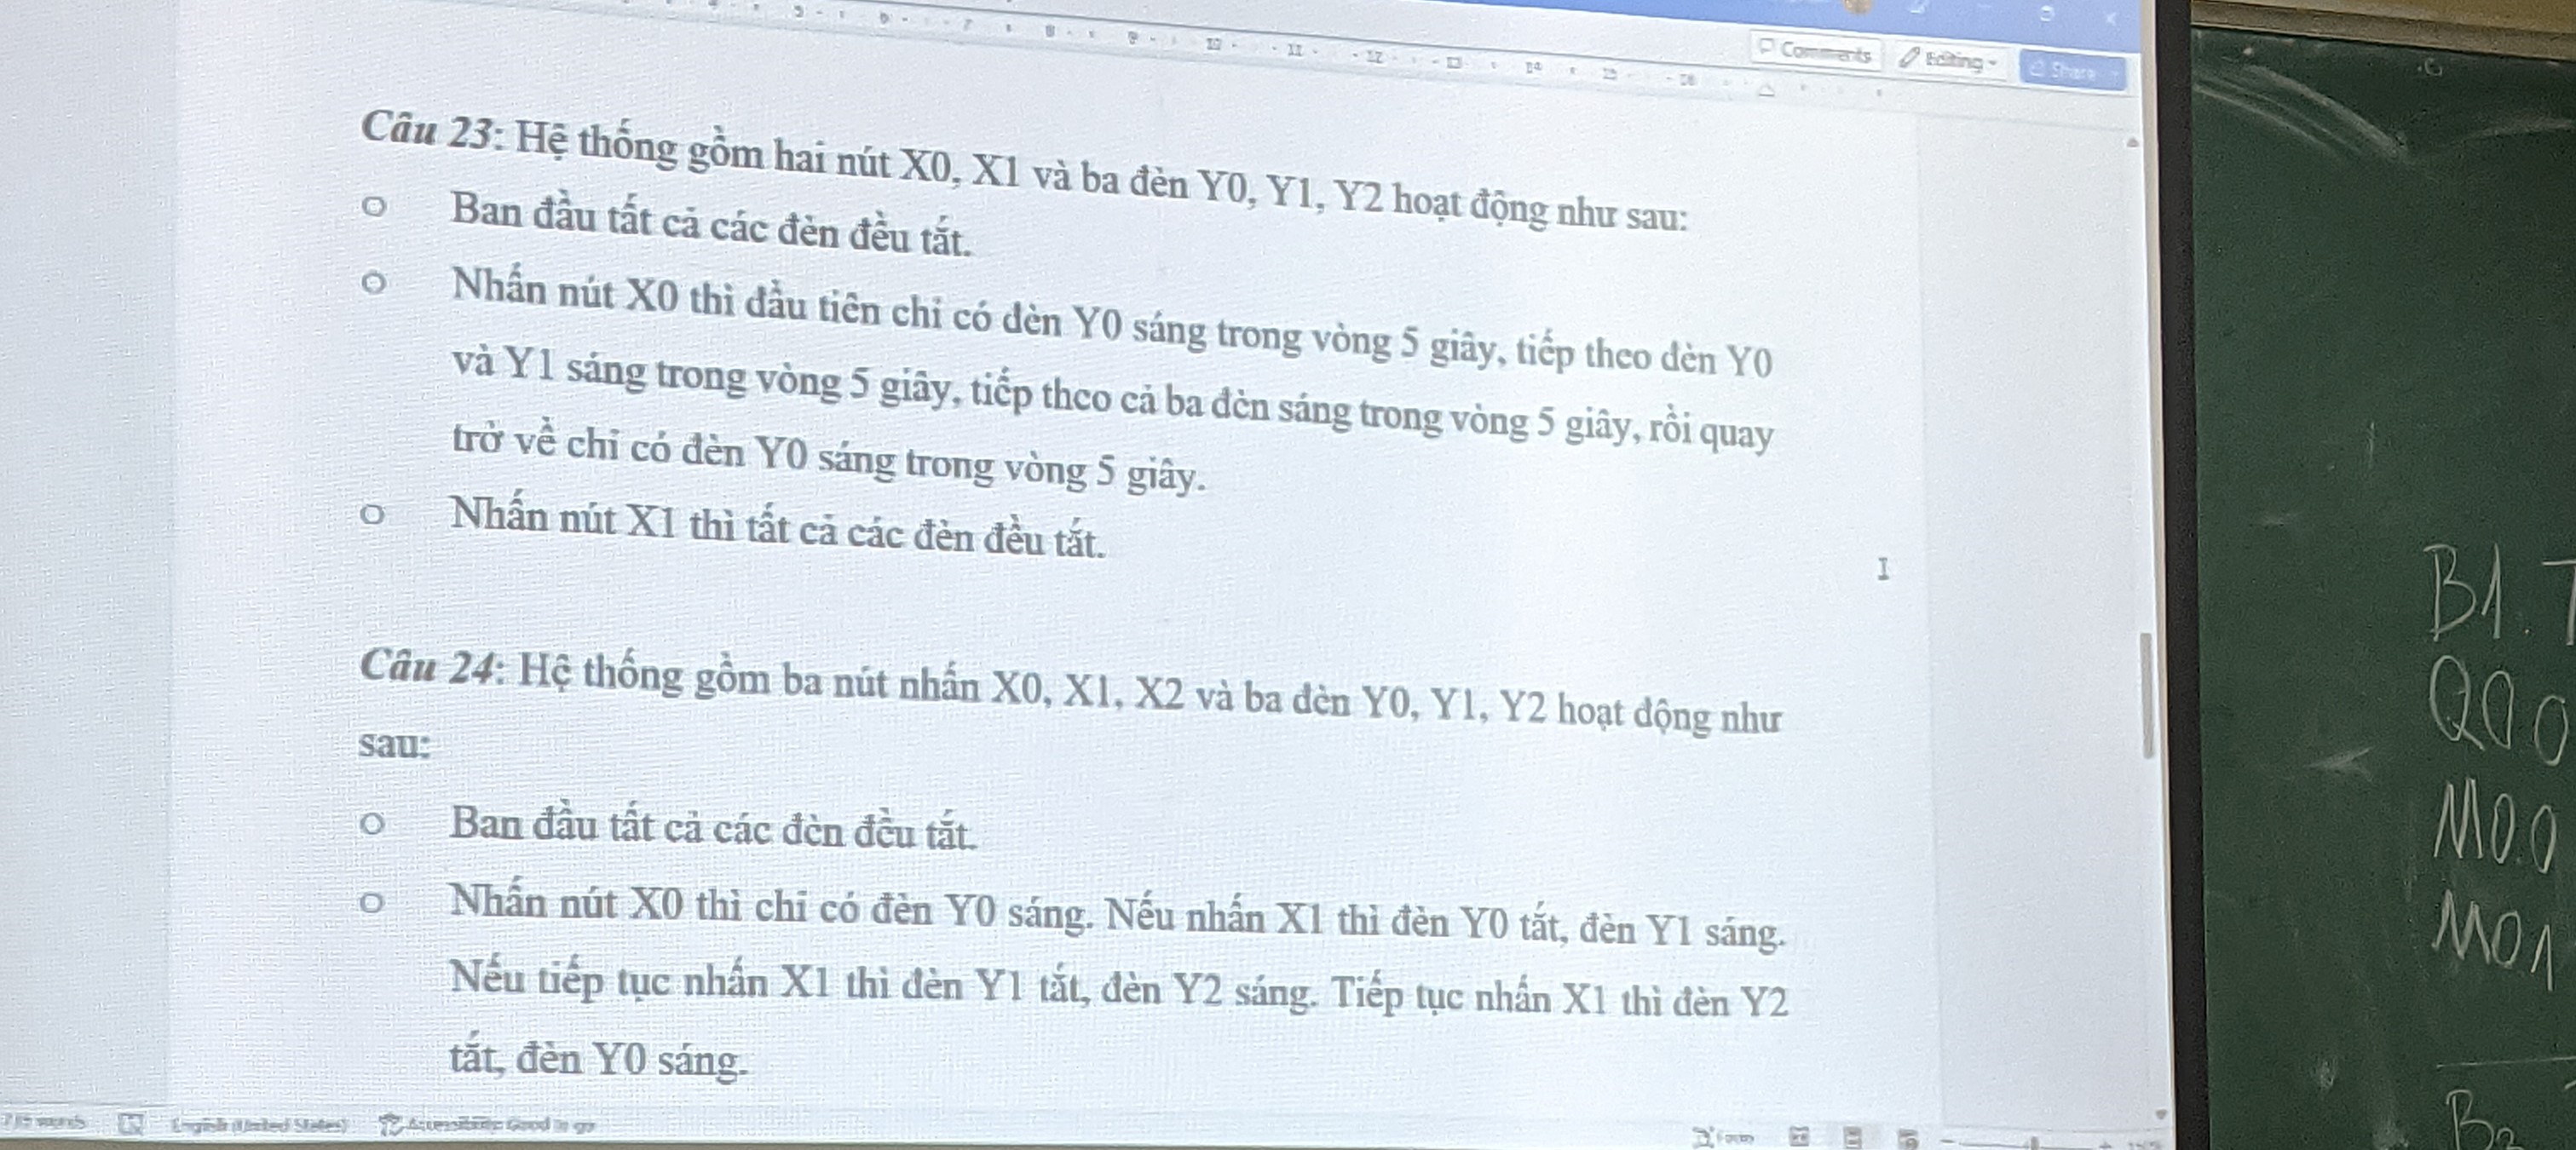 Comments Editing Share
Câu 23: Hệ thống gồm hai nút X0, X1 và ba đèn Y0, Y1, Y2 hoạt động như sau:
o Ban đầu tất cả các đèn đều tắt.
o Nhấn nút X0 thì đầu tiên chỉ có đèn Y0 sáng trong vòng 5 giây, tiếp theo đèn Y0
và Y1 sáng trong vòng 5 giây, tiếp theo cả ba đèn sáng trong vòng 5 giây, rồi quay
trở về chỉ có đèn Y0 sáng trong vòng 5 giây.
o Nhấn nút X1 thì tất cả các đèn đều tắt.
Câu 24: Hệ thống gồm ba nút nhấn X0, X1, X2 và ba đèn Y0, Y1, Y2 hoạt động như
sau:
o Ban đầu tất cả các đèn đều tắt.
o Nhấn nút X0 thì chỉ có đèn Y0 sáng. Nếu nhấn X1 thì đèn Y0 tắt, đèn Y1 sáng.
Nếu tiếp tục nhấn X1 thì đèn Y1 tắt, đèn Y2 sáng. Tiếp tục nhấn X1 thì đèn Y2
tắt, đèn Y0 sáng.
English (United States) Accessibility: Good to go
B1. T
Q0.0
M0.0
M0.1
B2